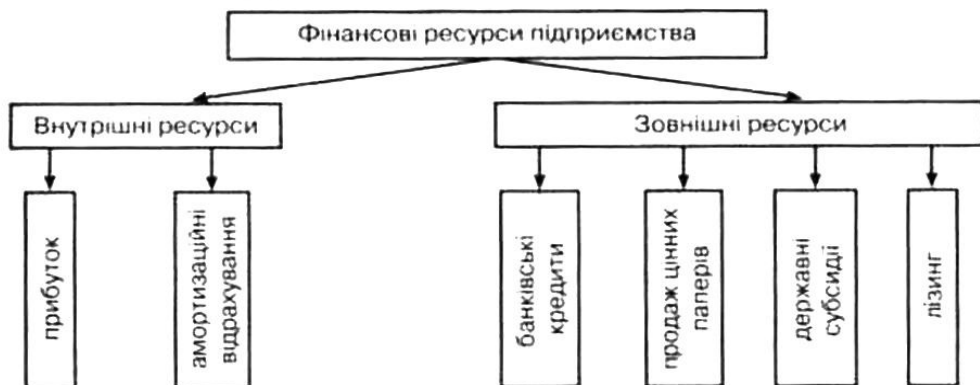 Фінансові ресурси підприємства
Внутрішні ресурси
Зовнішні ресурси
прибуток
амортизаційні
відрахування
банківські
кредити
продаж цінних
паперів
державні
субсидії
лізинг